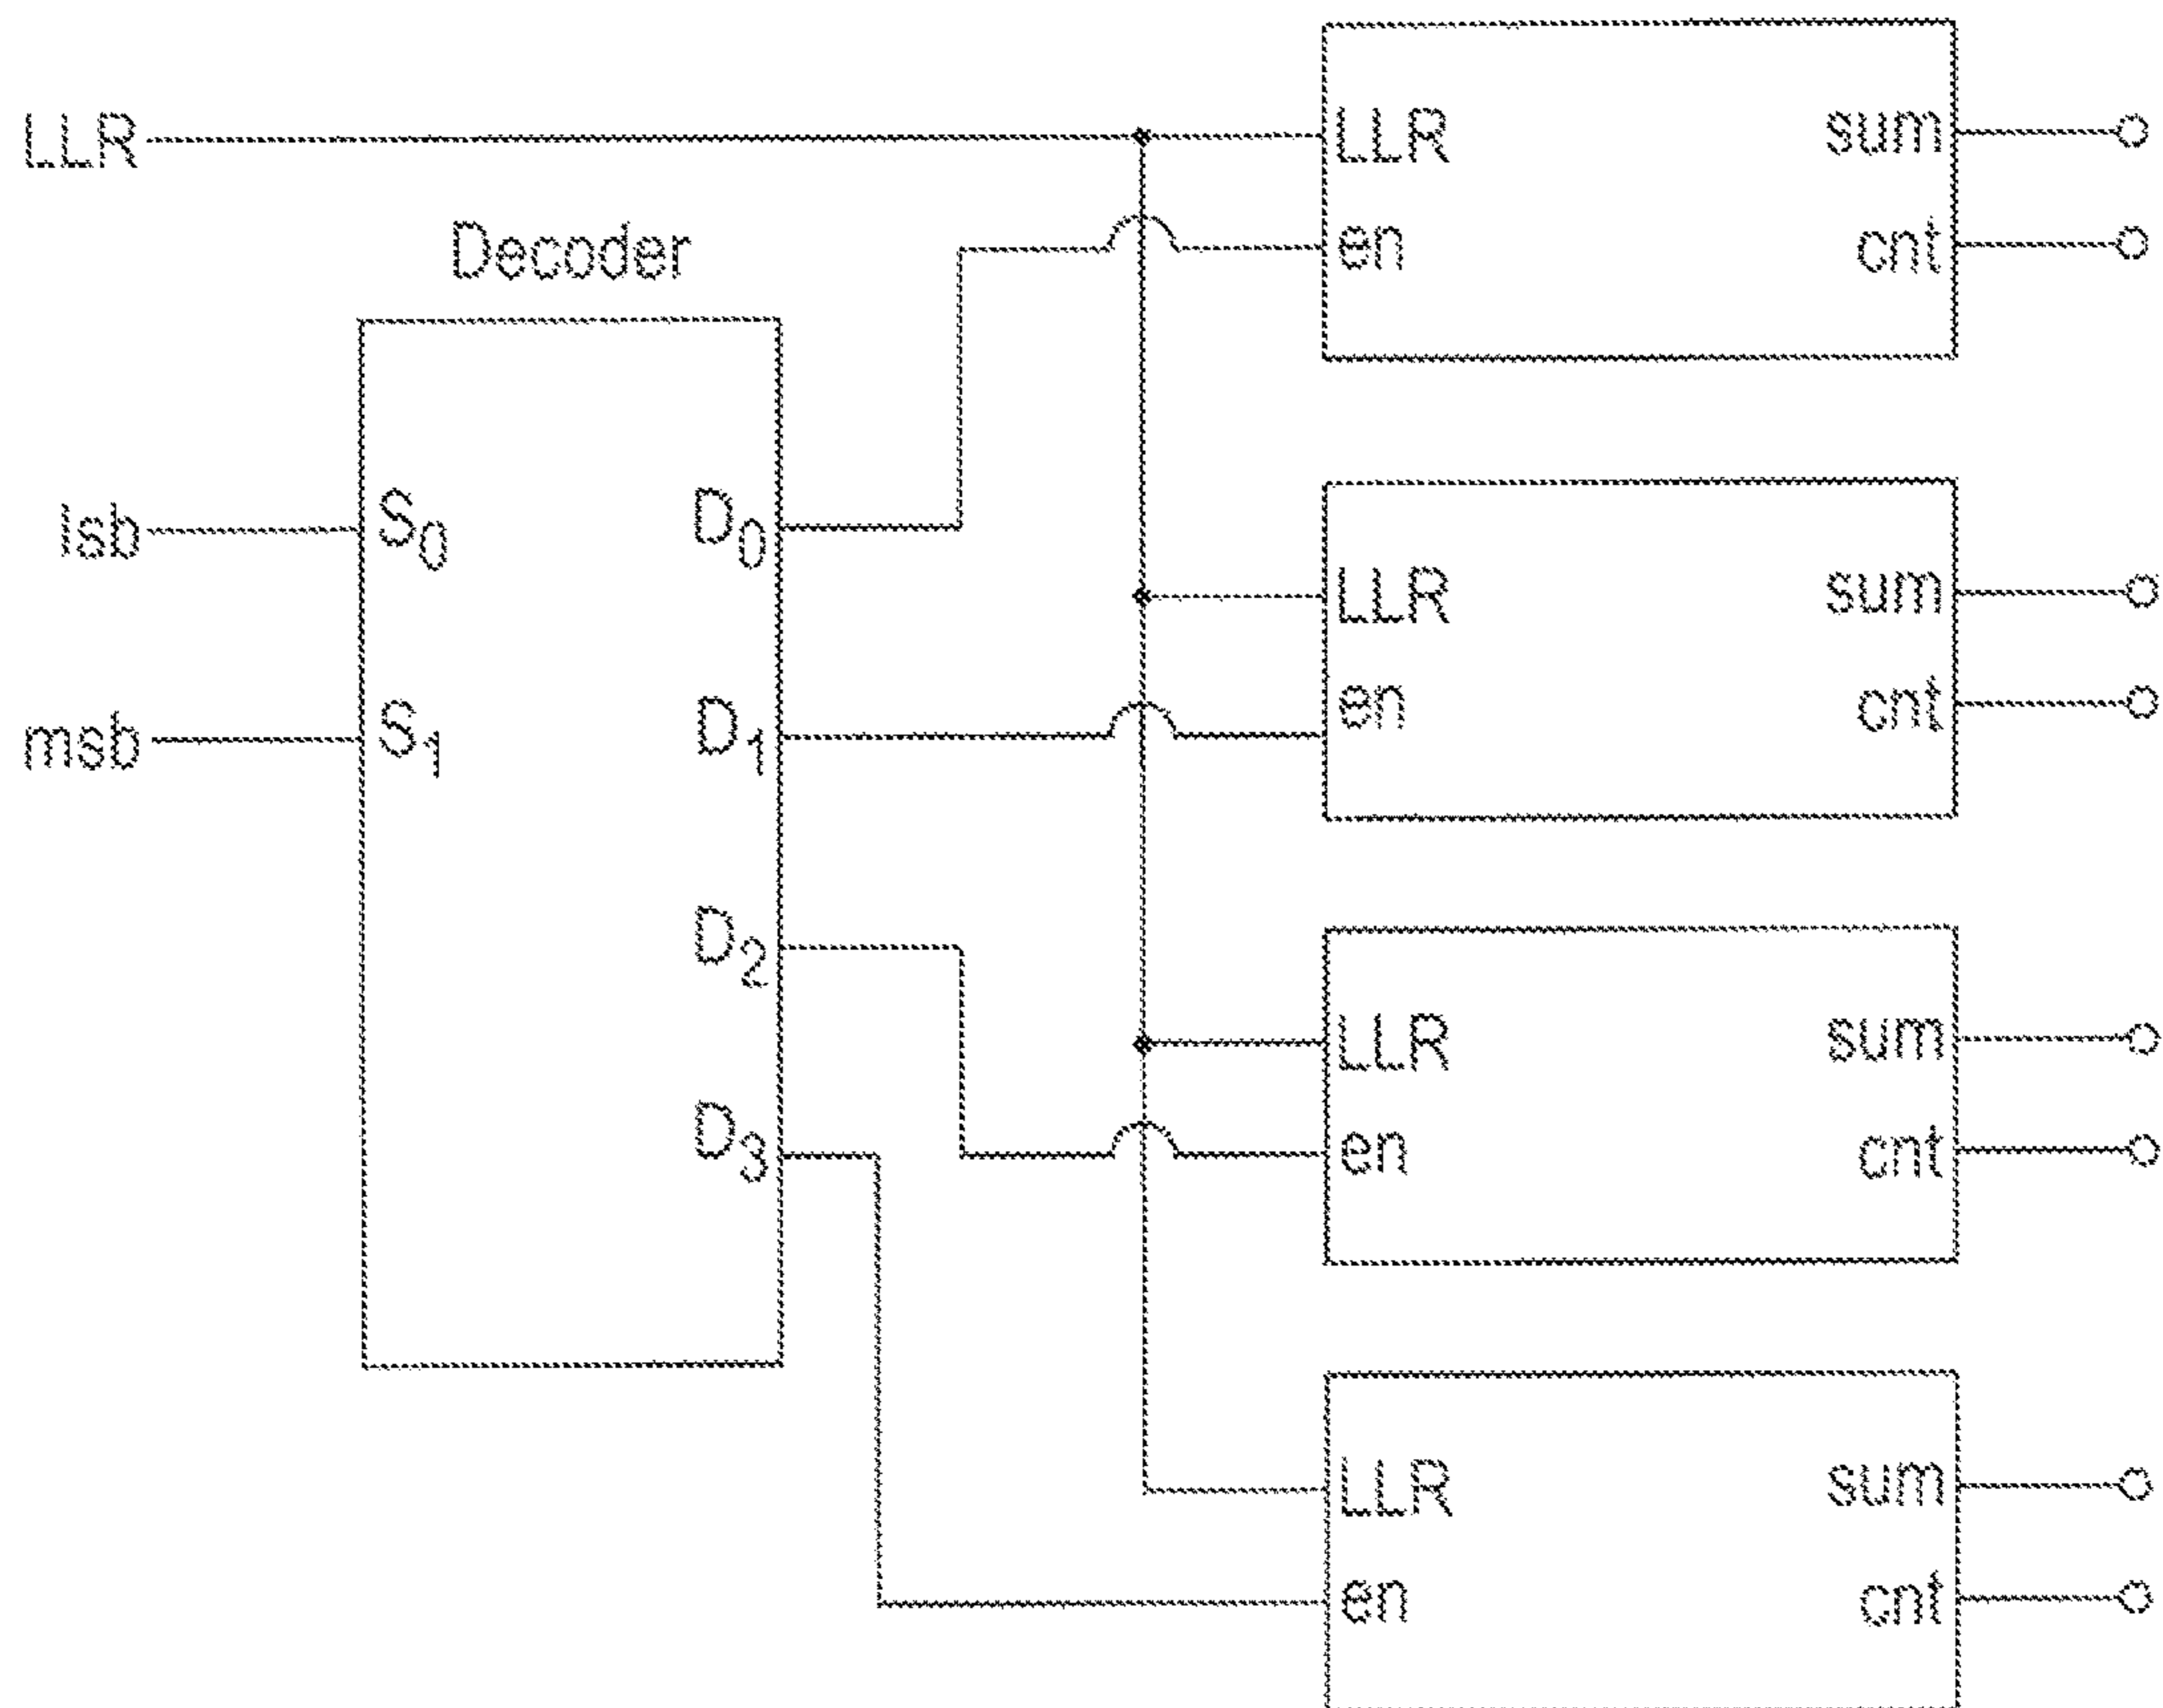 LLR
Decoder
lsb
msb
S0
S1
D0
D1
D2
D3
LLR sum
en cnt
LLR sum
en cnt
LLR sum
en cnt
LLR sum
en cnt